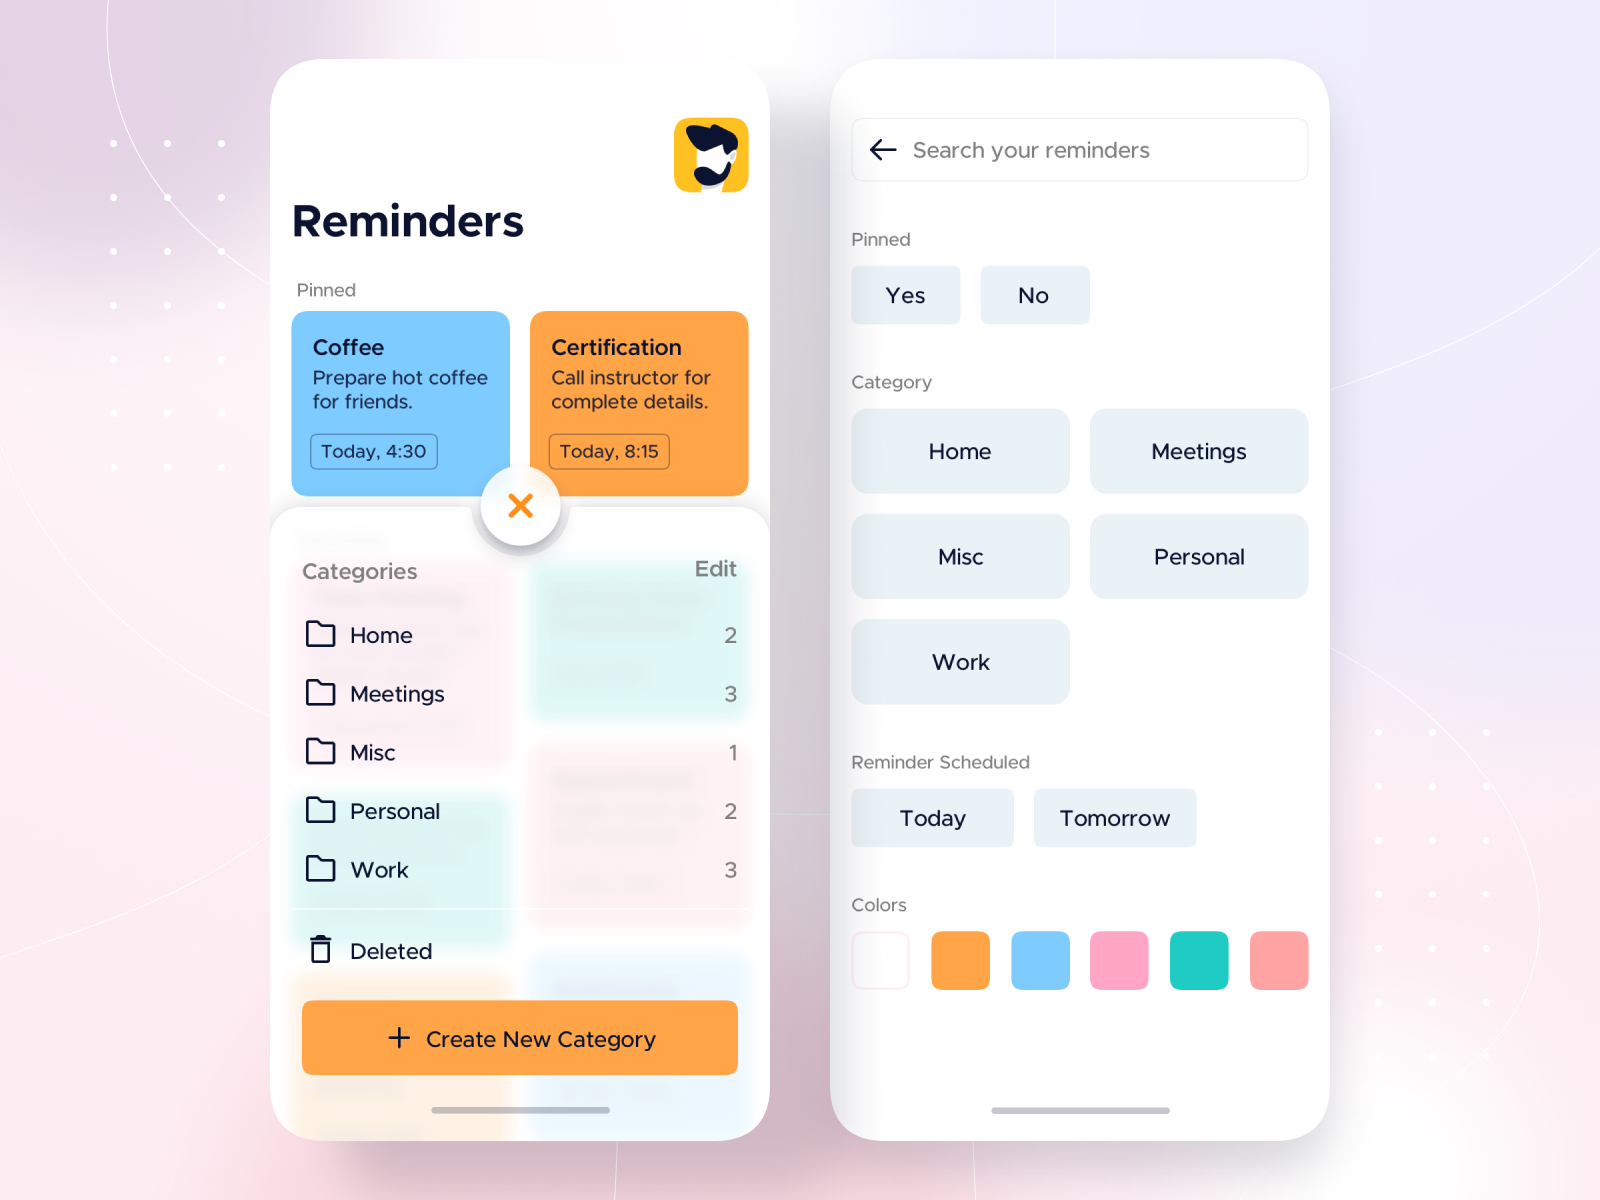 Reminders
Pinned
Coffee
Prepare hot coffee
for friends.
Today, 4:30
Certification
Call instructor for
complete details.
Today, 8:15
Categories
Edit
Home 2
Meetings 3
Misc 1
Personal 2
Work 3
Deleted
Create New Category
Search your reminders
Pinned
Yes No
Category
Home Meetings
Misc Personal
Work
Reminder Scheduled
Today Tomorrow
Colors